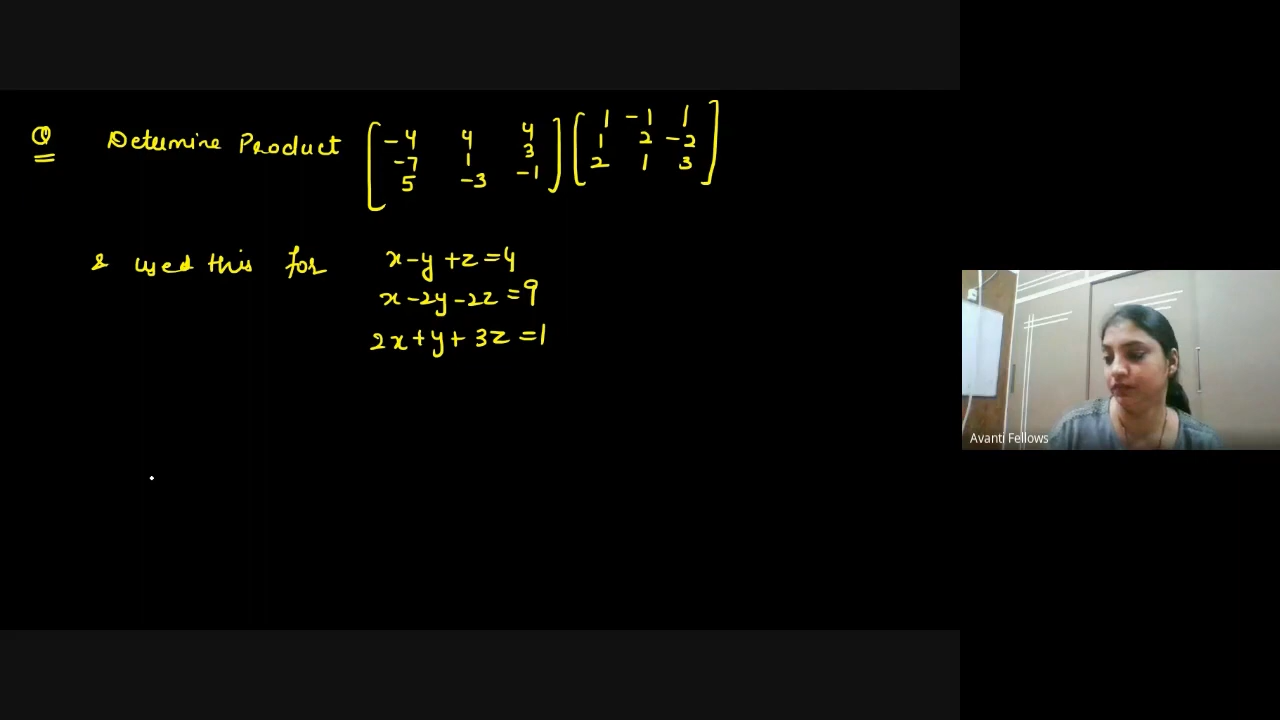 Q Determine Product [ -4 4 4 ] [ 1 -1 1 ]
-7 1 3 1 2 -2
5 -3 -1 2 1 3
& used this for x-y+z=4
x-2y-2z=9
2x+y+3z=1
Avanti Fellows